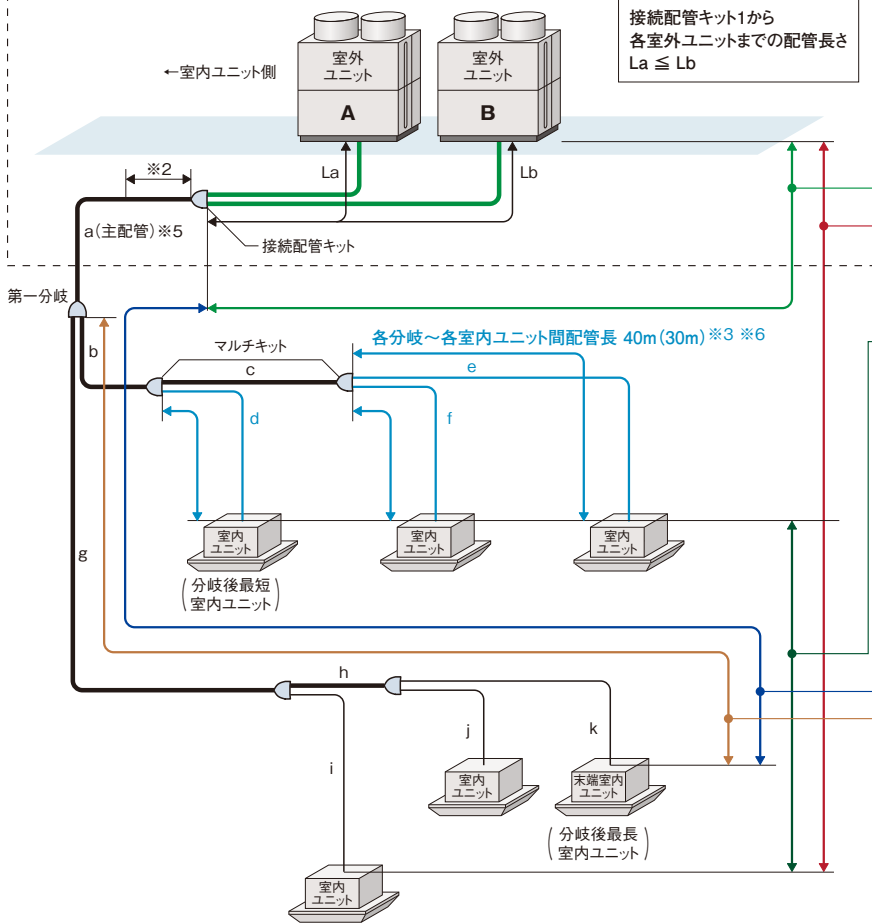 接続配管キット1から
各室外ユニットまでの配管長さ
La ≦ Lb
←室内ユニット側
室外
ユニット
A
室外
ユニット
B
※2
La
Lb
a(主配管)※5
接続配管キット
第一分岐
b
マルチキット
c
各分岐～各室内ユニット間配管長 40m(30m)※3 ※6
e
d
f
g
室内
ユニット
室内
ユニット
室内
ユニット
(分岐後最短
室内ユニット)
h
i
j
k
室内
ユニット
末端室内
ユニット
(分岐後最長
室内ユニット)
室内
ユニット